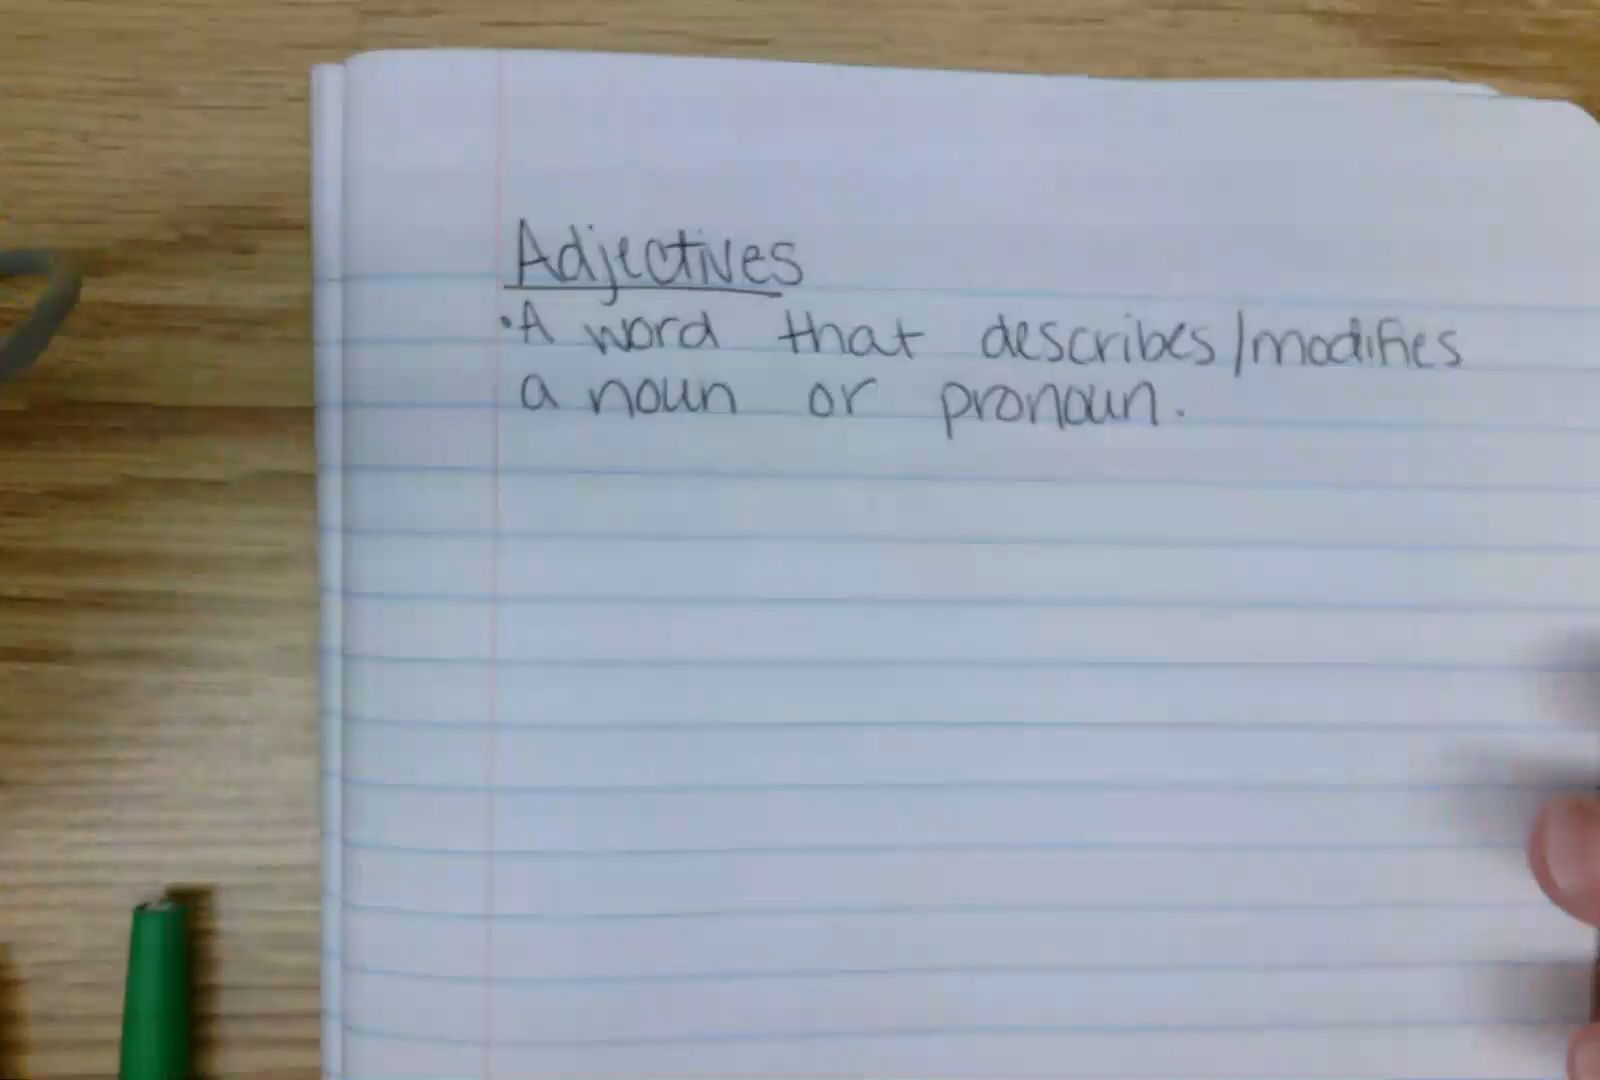 Adjectives
•A word that describes/modifies
a noun or pronoun.